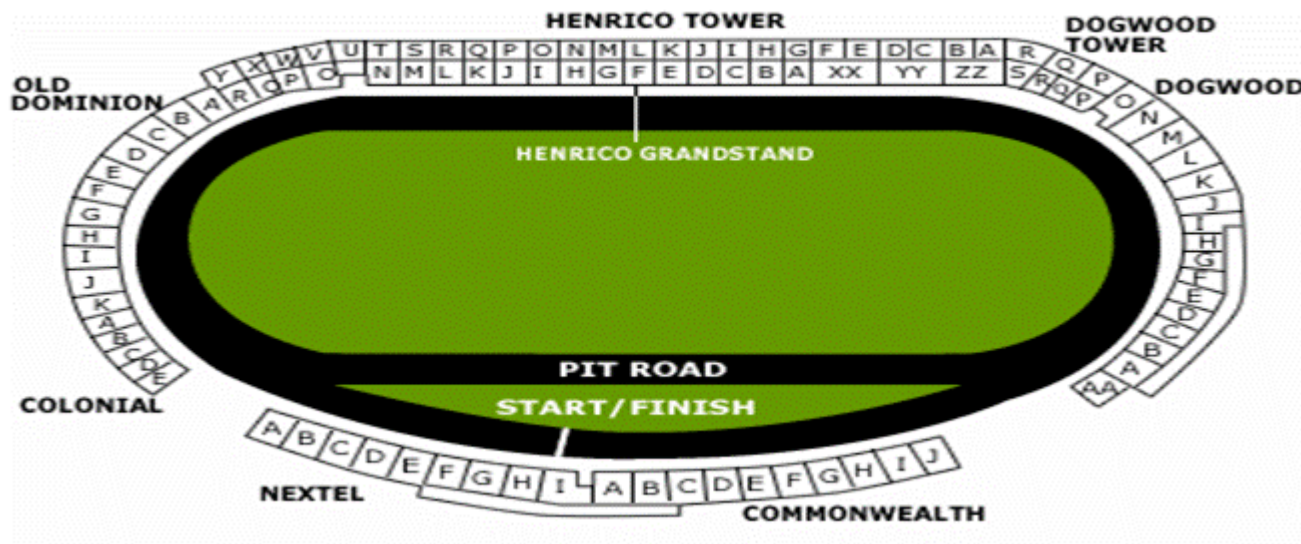 HENRICO TOWER
DOGWOOD
TOWER
DOGWOOD
OLD
DOMINION
Y X W V U T S R Q P O N M L K J I H G F E D C B A R Q P O N M L K J I H G F E D C B A AA
R Q P O N M L K J I H G F E D C B A XX YY ZZ S R Q P
A B C D E F G H I J K A B C D E
HENRICO GRANDSTAND
PIT ROAD
START/FINISH
COLONIAL
A B C D E F G H I A B C D E F G H I J
NEXTEL
COMMONWEALTH